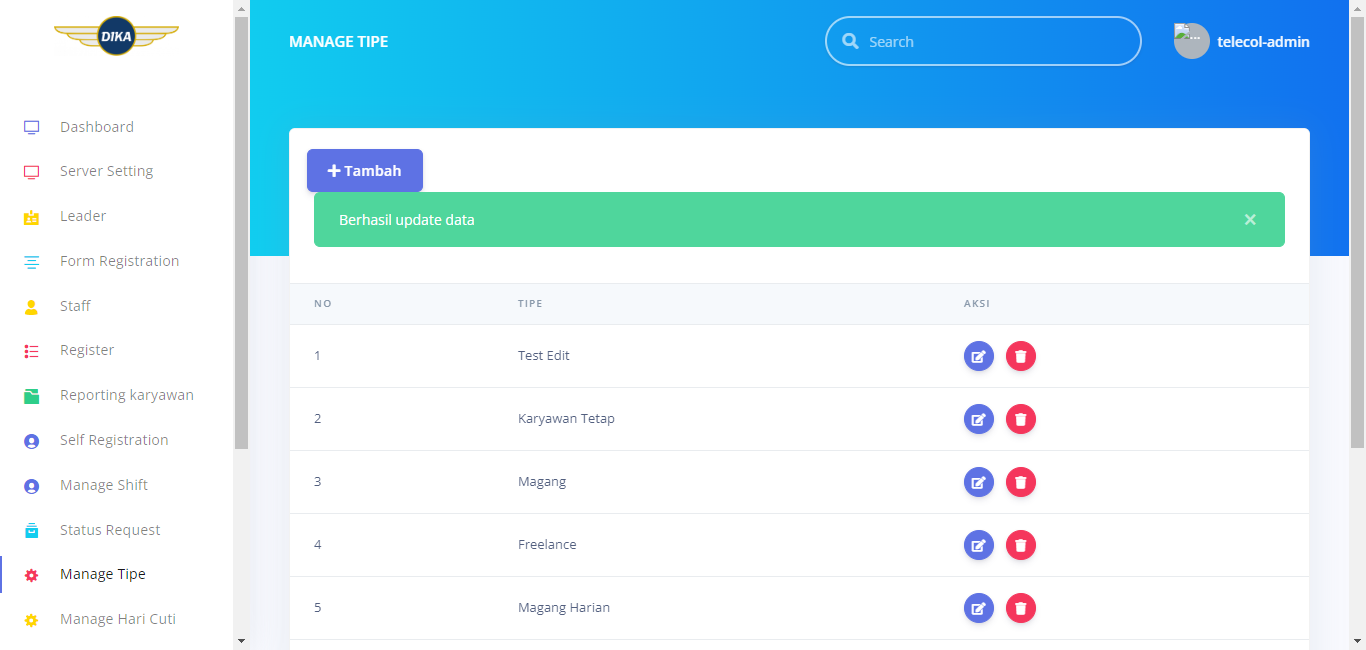 DIKA
Dashboard
Server Setting
Leader
Form Registration
Staff
Register
Reporting karyawan
Self Registration
Manage Shift
Status Request
Manage Tipe
Manage Hari Cuti
MANAGE TIPE
Search
...
telecol-admin
Tambah
Berhasil update data
NO TIPE AKSI
1 Test Edit
2 Karyawan Tetap
3 Magang
4 Freelance
5 Magang Harian